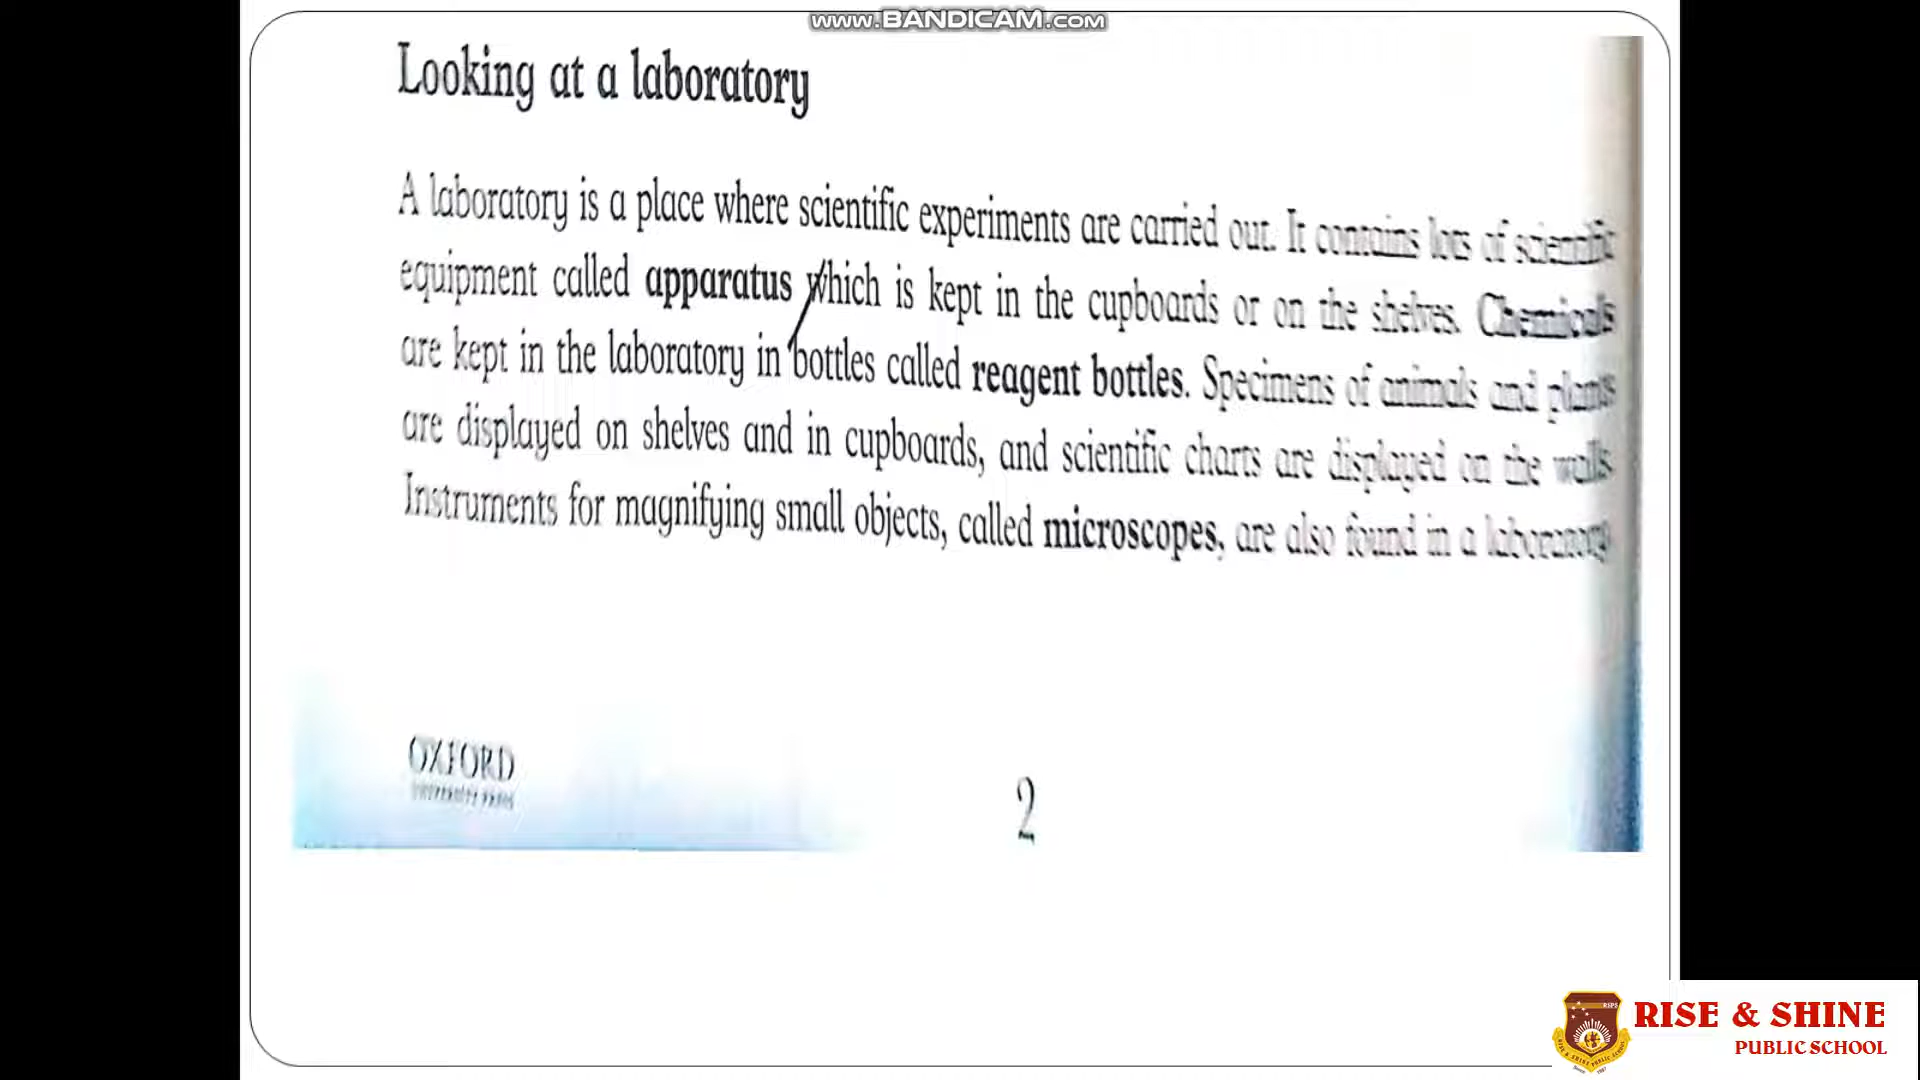 www.BANDICAM.com
Looking at a laboratory
A laboratory is a place where scientific experiments are carried out. It contains lots of scientific
equipment called apparatus which is kept in the cupboards or on the shelves. Chemicals
are kept in the laboratory in bottles called reagent bottles. Specimens of animals and plants
are displayed on shelves and in cupboards, and scientific charts are displayed on the walls.
Instruments for magnifying small objects, called microscopes, are also found in a laboratory
OXFORD
UNIVERSITY PRESS
2
RSPS
RISE & SHINE
PUBLIC SCHOOL